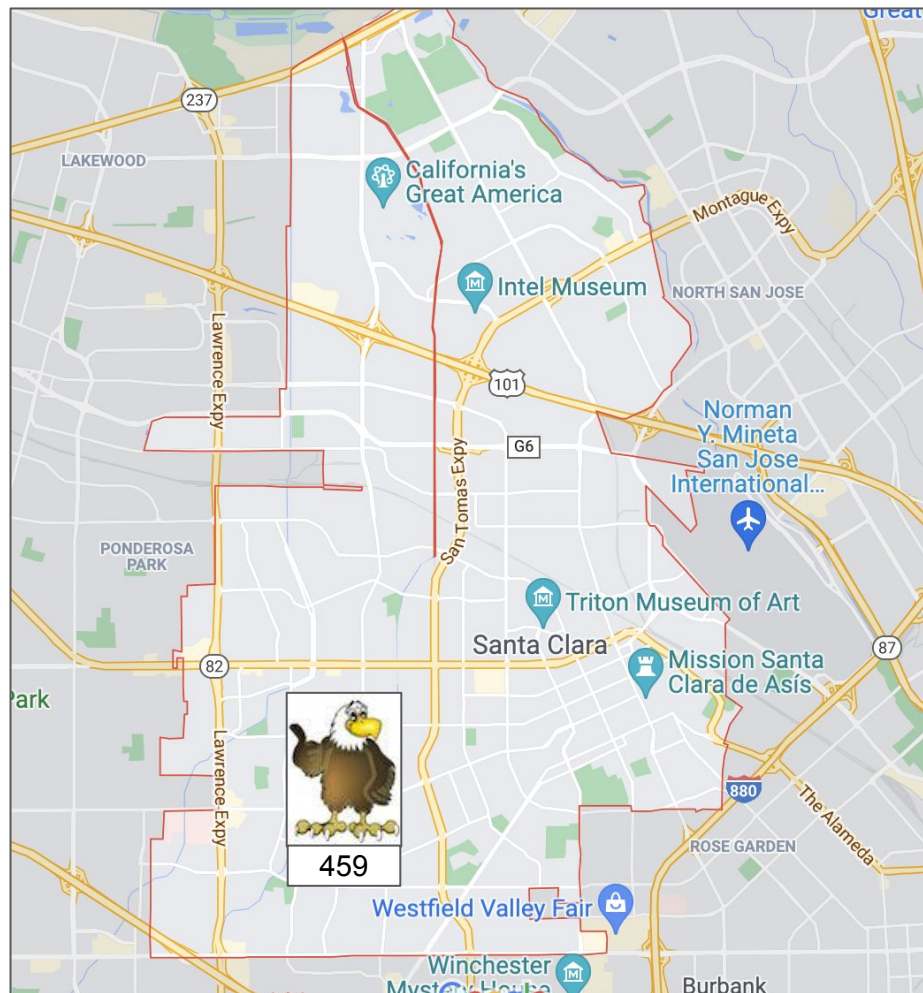 Great
237
LAKEWOOD
California's
Great America
Montague Expy
Intel Museum
NORTH SAN JOSE
Lawrence Expy
101
Norman
Y. Mineta
San Jose
International...
G6
San Tomas Expy
PONDEROSA
PARK
Triton Museum of Art
Santa Clara
87
82
Mission Santa
Clara de Asís
Park
Lawrence Expy
880
The Alameda
459
ROSE GARDEN
Westfield Valley Fair
Winchester
Mystery House
Burbank